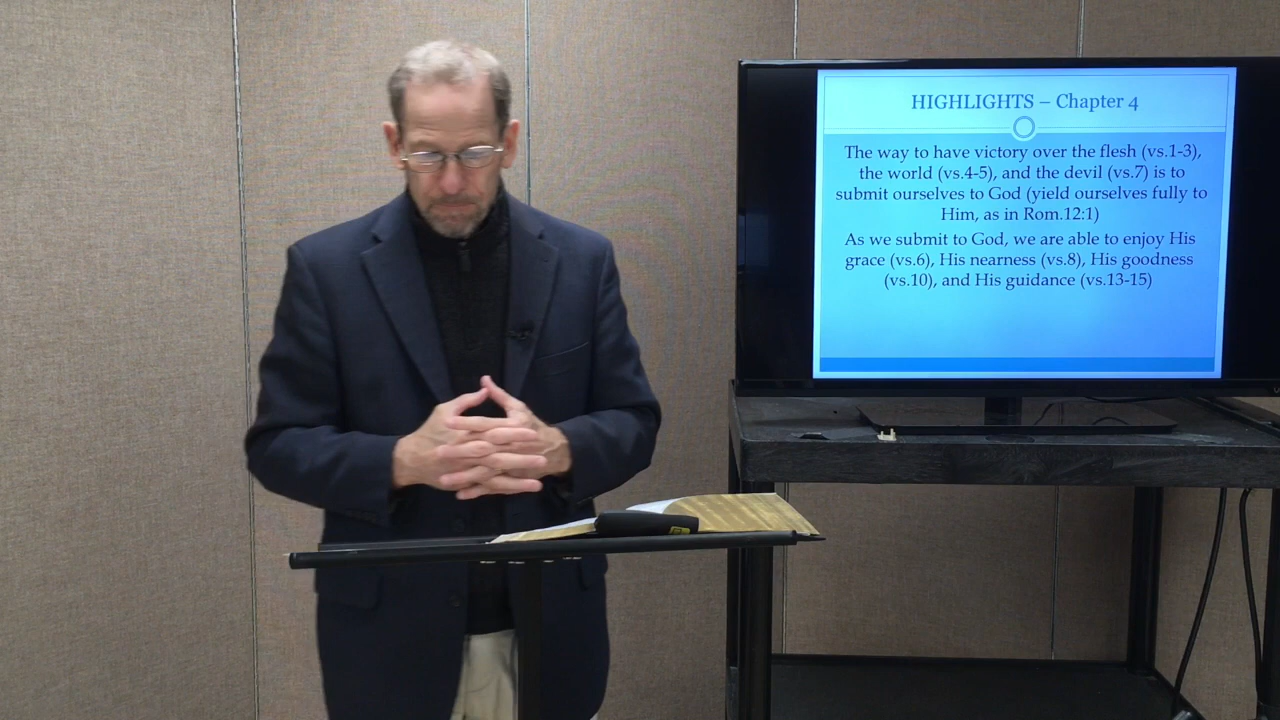 HIGHLIGHTS – Chapter 4
The way to have victory over the flesh (vs.1-3),
the world (vs.4-5), and the devil (vs.7) is to
submit ourselves to God (yield ourselves fully to
Him, as in Rom.12:1)
As we submit to God, we are able to enjoy His
grace (vs.6), His nearness (vs.8), His goodness
(vs.10), and His guidance (vs.13-15)